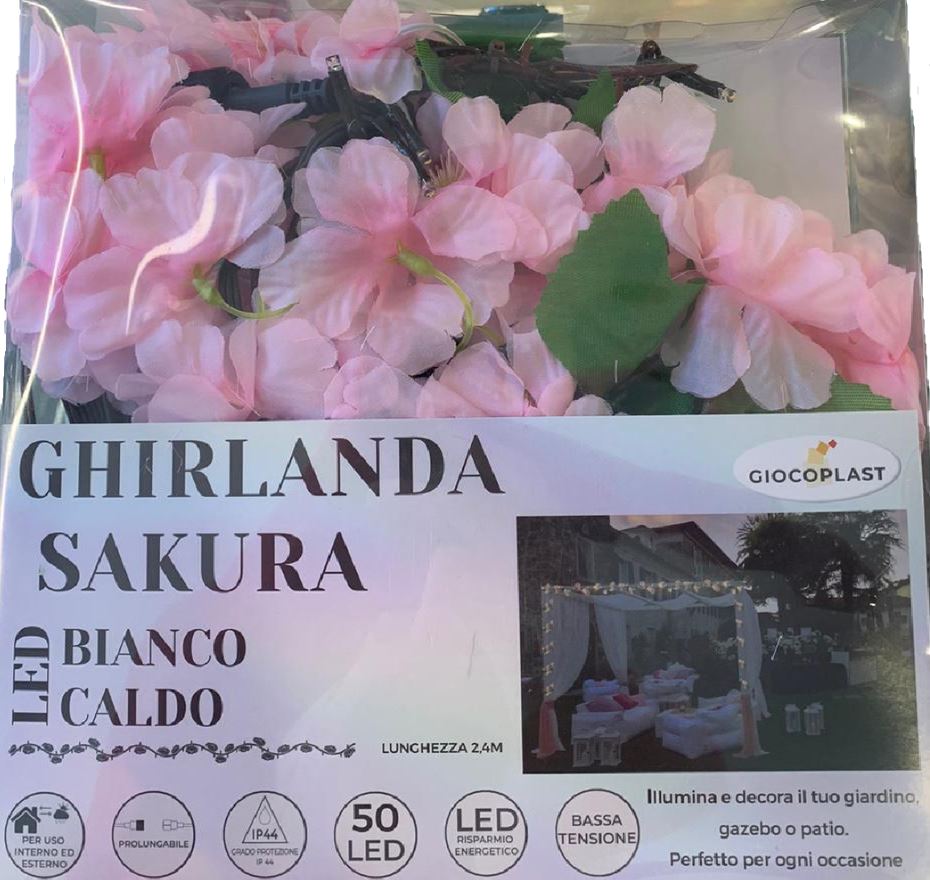 GHIRLANDA
SAKURA
LED BIANCO
CALDO
GIOCOPLAST
LUNGHEZZA 2,4M
PER USO
INTERNO ED
ESTERNO
PROLUNGABILE
IP44
GRADO PROTEZIONE
IP 44
50
LED
LED
RISPARMIO
ENERGETICO
BASSA
TENSIONE
Illumina e decora il tuo giardino,
gazebo o patio.
Perfetto per ogni occasione